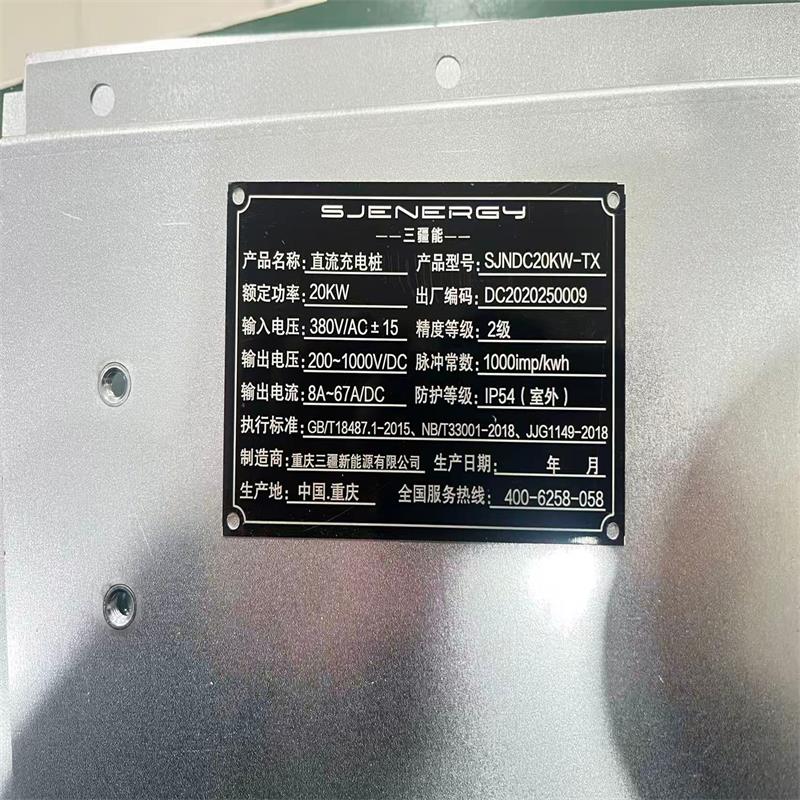 SJENERGY
—三疆能—
产品名称: 直流充电桩 产品型号: SJNDC20KW-TX
额定功率: 20KW 出厂编码: DC2020250009
输入电压: 380V/AC±15 精度等级: 2级
输出电压: 200~1000V/DC 脉冲常数: 1000imp/kwh
输出电流: 8A~67A/DC 防护等级: IP54（室外）
执行标准: GB/T18487.1-2015、NB/T33001-2018、JJG1149-2018
制造商: 重庆三疆新能源有限公司 生产日期: 年 月
生产地: 中国.重庆 全国服务热线: 400-6258-058